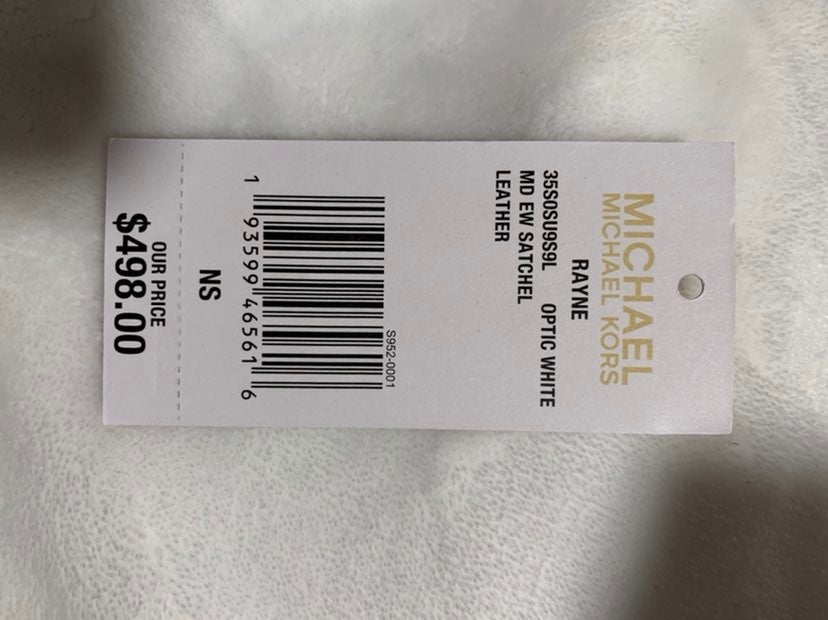 MICHAEL
MICHAEL KORS
RAYNE
35S0SU9S9L OPTIC WHITE
MD EW SATCHEL
LEATHER
S952-0001
1 93599 46561 6
NS
OUR PRICE
$498.00